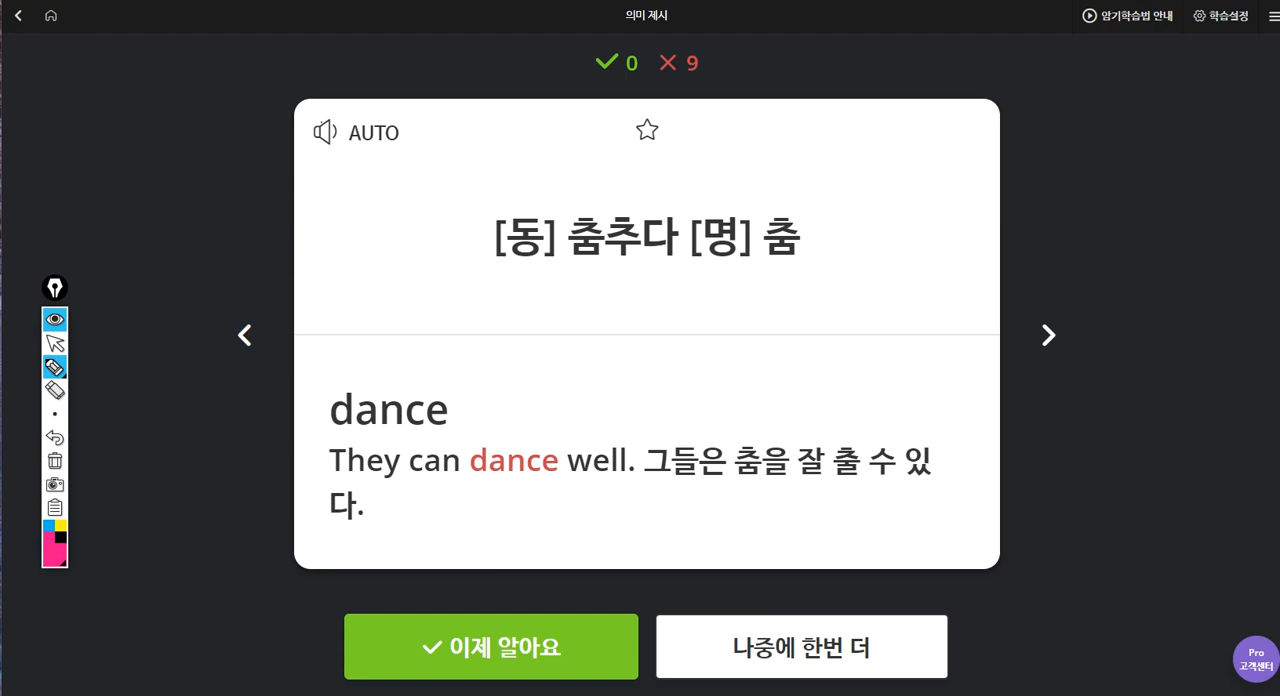 의미 제시
암기학습법 안내
학습설정
0
9
AUTO
[동] 춤추다 [명] 춤
dance
They can dance well. 그들은 춤을 잘 출 수 있
다.
이제 알아요
나중에 한번 더
Pro
고객센터